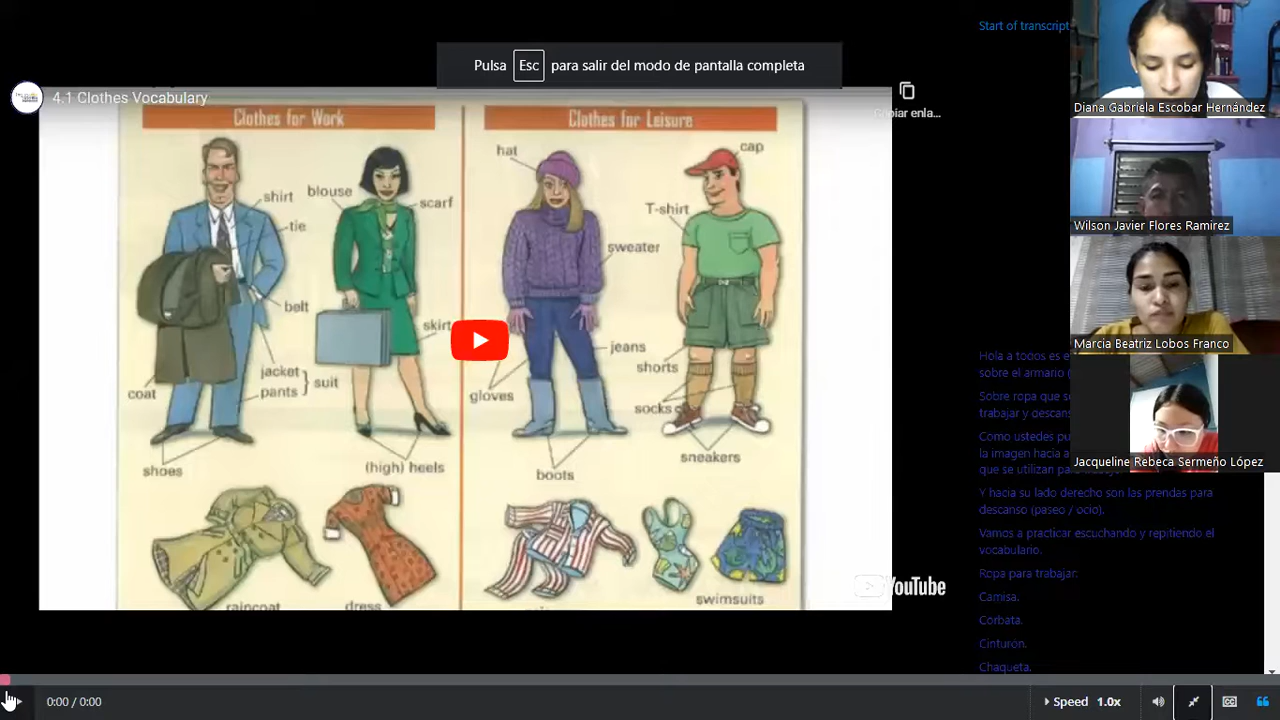 Start of transcript
Pulsa Esc para salir del modo de pantalla completa
4.1 Clothes Vocabulary
Clothes for Work
Clothes for Leisure
hat
cap
shirt
blouse
scarf
T-shirt
tie
sweater
belt
skirt
jeans
shorts
jacket
pants
suit
coat
gloves
socks
shoes
(high) heels
boots
sneakers
raincoat
dress
swimsuits
YouTube
Diana Gabriela Escobar Hernández
Wilson Javier Flores Ramírez
Marcia Beatriz Lobos Franco
Jacqueline Rebeca Sermeño López
Hola a todos es
sobre el armario
Sobre ropa que
trabajar y
Como ustedes
la imagen hacia
que se utilizan
Y hacia su lado derecho son las prendas para
descanso (paseo / ocio).
Vamos a practicar escuchando y repitiendo el
vocabulario.
Ropa para trabajar.
Camisa.
Corbata.
Cinturón.
Chaqueta.
0:00 / 0:00
Speed 1.0x